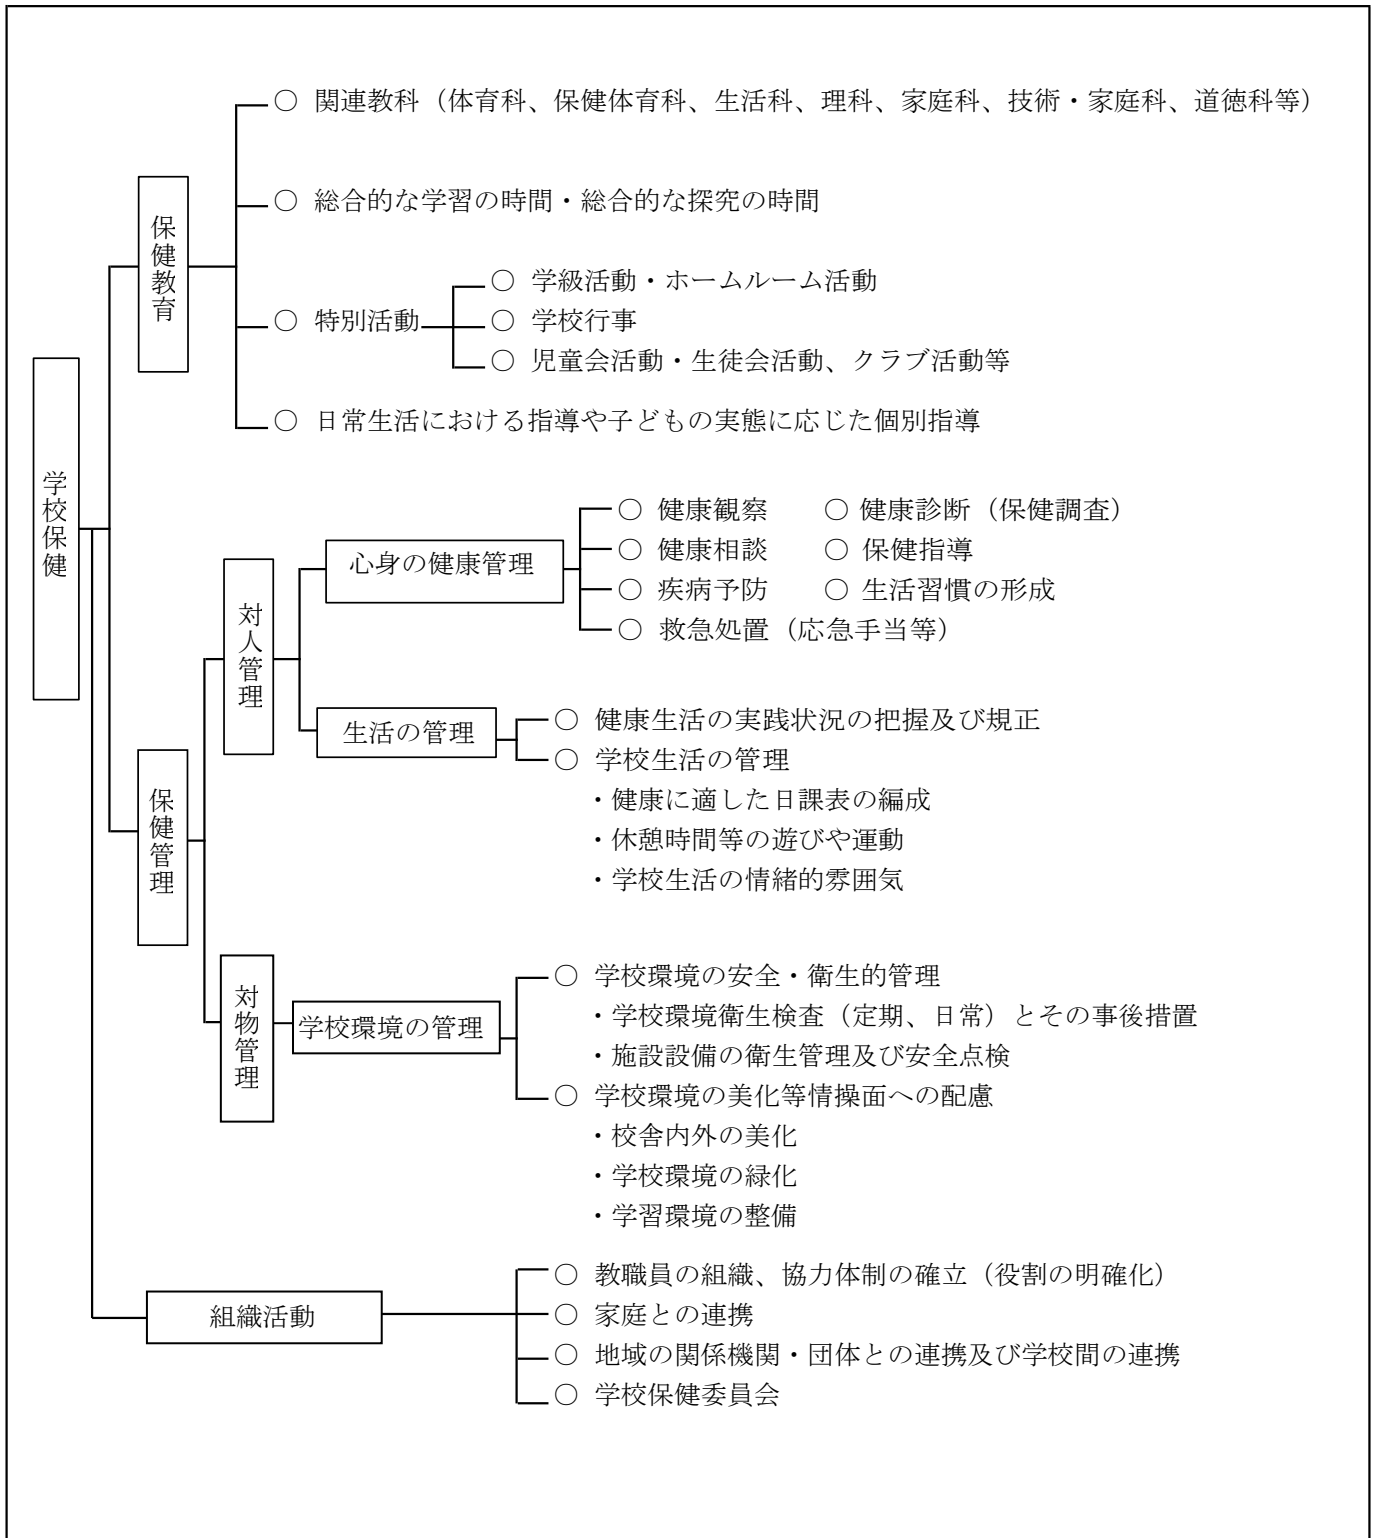 学校保健
保健教育
○ 関連教科（体育科、保健体育科、生活科、理科、家庭科、技術・家庭科、道徳科等）
○ 総合的な学習の時間・総合的な探究の時間
○ 特別活動
○ 学級活動・ホームルーム活動
○ 学校行事
○ 児童会活動・生徒会活動、クラブ活動等
○ 日常生活における指導や子どもの実態に応じた個別指導
保健管理
対人管理
心身の健康管理
○ 健康観察 ○ 健康診断（保健調査）
○ 健康相談 ○ 保健指導
○ 疾病予防 ○ 生活習慣の形成
○ 救急処置（応急手当等）
生活の管理
○ 健康生活の実践状況の把握及び規正
○ 学校生活の管理
・健康に適した日課表の編成
・休憩時間等の遊びや運動
・学校生活の情緒的雰囲気
対物管理
学校環境の管理
○ 学校環境の安全・衛生的管理
・学校環境衛生検査（定期、日常）とその事後措置
・施設設備の衛生管理及び安全点検
○ 学校環境の美化等情操面への配慮
・校舎内外の美化
・学校環境の緑化
・学習環境の整備
組織活動
○ 教職員の組織、協力体制の確立（役割の明確化）
○ 家庭との連携
○ 地域の関係機関・団体との連携及び学校間の連携
○ 学校保健委員会